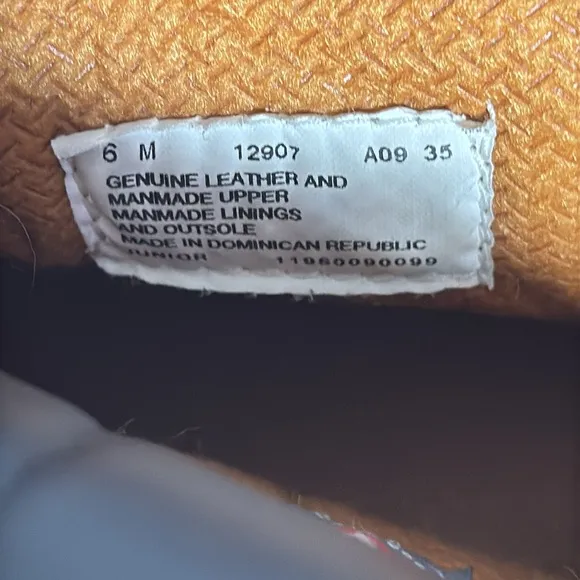 6 M 12907 A09 35
GENUINE LEATHER AND
MANMADE UPPER
MANMADE LININGS
AND OUTSOLE
MADE IN DOMINICAN REPUBLIC
JUNIOR 11960090099